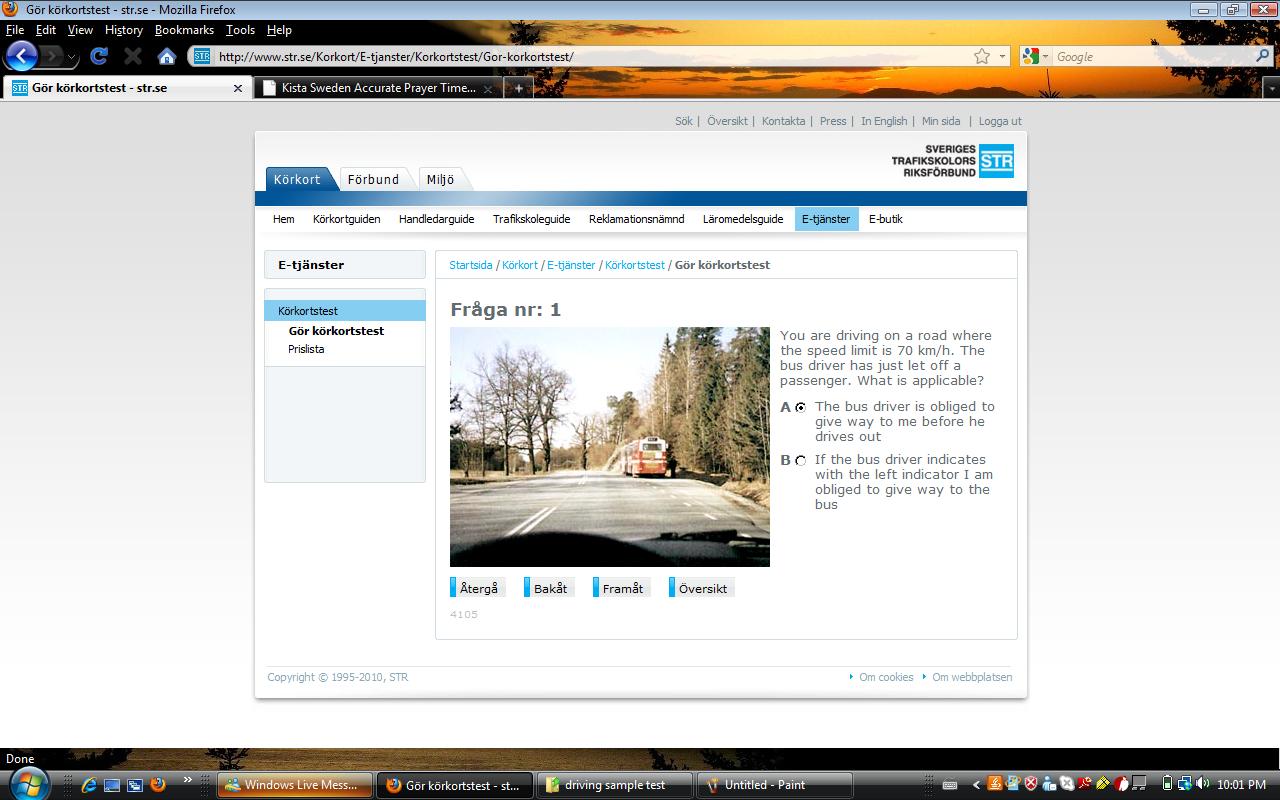 Gör körkortstest - str.se - Mozilla Firefox
File Edit View History Bookmarks Tools Help
STR http://www.str.se/Korkort/E-tjanster/Korkortstest/Gor-korkortstest/ Google
STR Gör körkortstest - str.se Kista Sweden Accurate Prayer Time...
Sök | Översikt | Kontakta | Press | In English | Min sida | Logga ut
SVERIGES
TRAFIKSKOLORS STR
RIKSFÖRBUND
Körkort Förbund Miljö
Hem Körkortguiden Handledarguide Trafikskoleguide Reklamationsnämnd Läromedelsguide E-tjänster E-butik
E-tjänster
Körkortstest
Gör körkortstest
Prislista
Startsida / Körkort / E-tjänster / Körkortstest / Gör körkortstest
Fråga nr: 1
You are driving on a road where
the speed limit is 70 km/h. The
bus driver has just let off a
passenger. What is applicable?
A The bus driver is obliged to
give way to me before he
drives out
B If the bus driver indicates
with the left indicator I am
obliged to give way to the
bus
Återgå Bakåt Framåt Översikt
4105
Copyright © 1995-2010, STR Om cookies Om webbplatsen
Done
Windows Live Mess... Gör körkortstest - st... driving sample test Untitled - Paint 10:01 PM